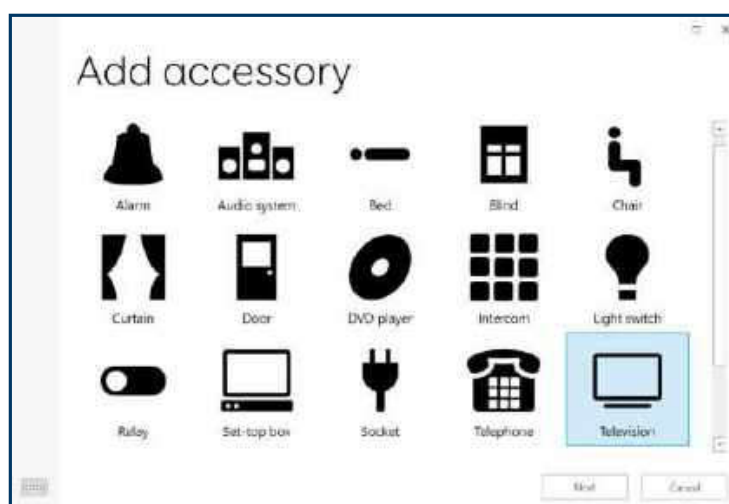 Add accessory
Alarm
Audio system
Bed
Blind
Chair
Curtain
Door
DVD player
Intercom
Light switch
Relay
Set-top box
Socket
Telephone
Television
Next
Cancel